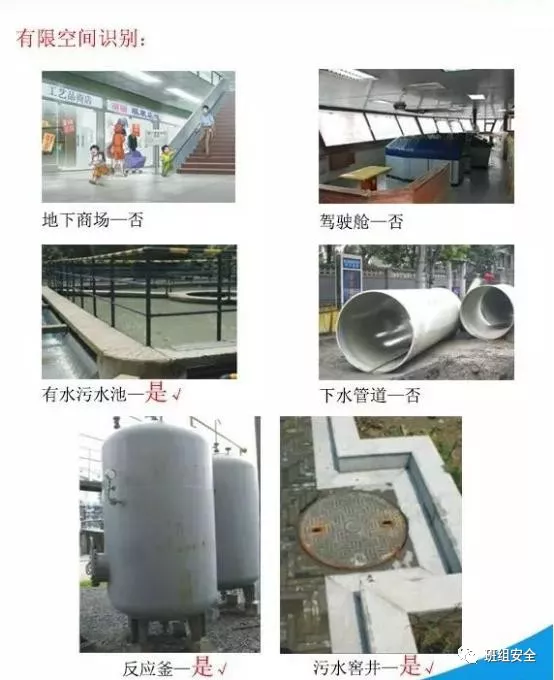 有限空间识别:
工艺品商店
地下商场—否
驾驶舱—否
有水污水池—是√
下水管道—否
反应釜—是√
污水窖井—是√
班组安全